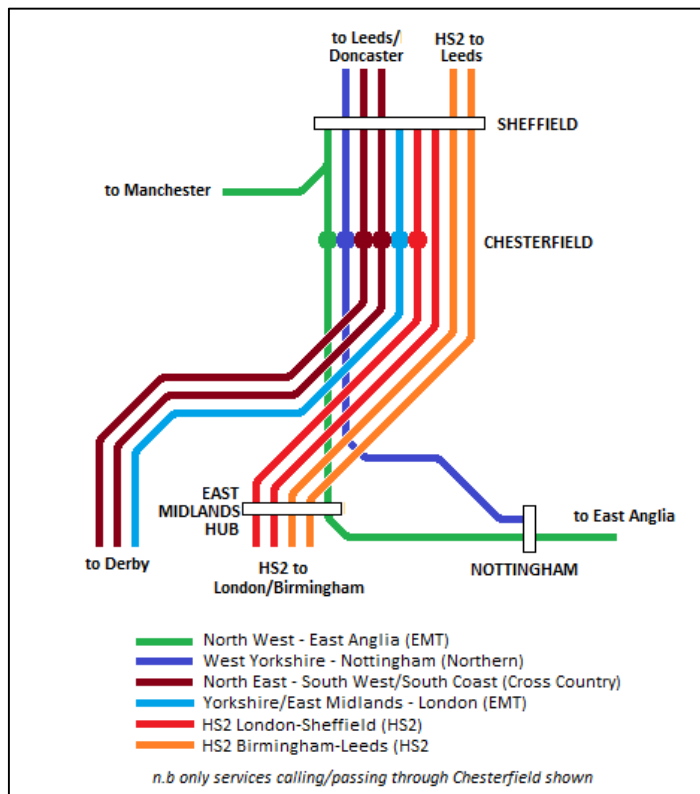 to Leeds/
Doncaster
HS2 to
Leeds
SHEFFIELD
to Manchester
CHESTERFIELD
EAST
MIDLANDS
HUB
to East Anglia
to Derby
HS2 to
London/Birmingham
NOTTINGHAM
North West - East Anglia (EMT)
West Yorkshire - Nottingham (Northern)
North East - South West/South Coast (Cross Country)
Yorkshire/East Midlands - London (EMT)
HS2 London-Sheffield (HS2)
HS2 Birmingham-Leeds (HS2
n.b only services calling/passing through Chesterfield shown